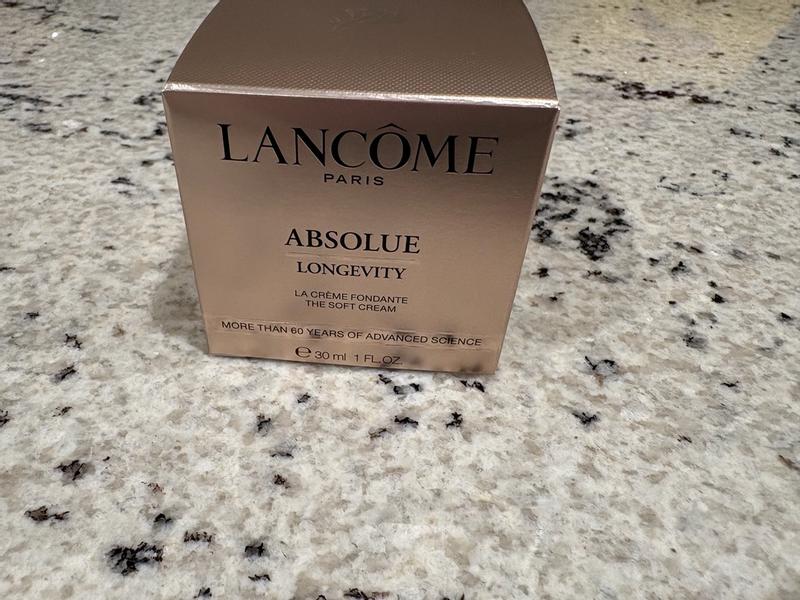 LANCÔME
PARIS
ABSOLUE
LONGEVITY
LA CRÈME FONDANTE
THE SOFT CREAM
MORE THAN 60 YEARS OF ADVANCED SCIENCE
℮ 30 ml 1 FL.OZ.